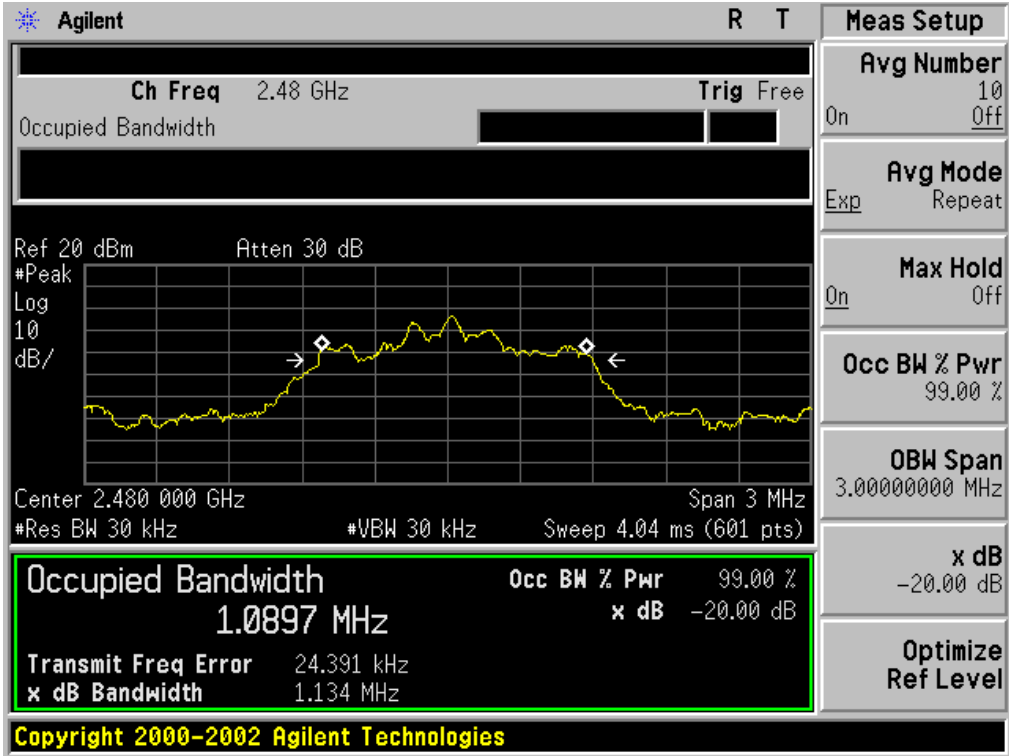 Agilent R T
Ch Freq 2.48 GHz Trig Free
Occupied Bandwidth
Ref 20 dBm Atten 30 dB
#Peak
Log
10
dB/
Center 2.480 000 GHz Span 3 MHz
#Res BW 30 kHz #VBW 30 kHz Sweep 4.04 ms (601 pts)
Occupied Bandwidth Occ BW % Pwr 99.00 %
1.0897 MHz x dB -20.00 dB
Transmit Freq Error 24.391 kHz
x dB Bandwidth 1.134 MHz
Copyright 2000-2002 Agilent Technologies
Meas Setup
Avg Number
10
On Off
Avg Mode
Exp Repeat
Max Hold
On Off
Occ BW % Pwr
99.00 %
OBW Span
3.00000000 MHz
x dB
-20.00 dB
Optimize
Ref Level